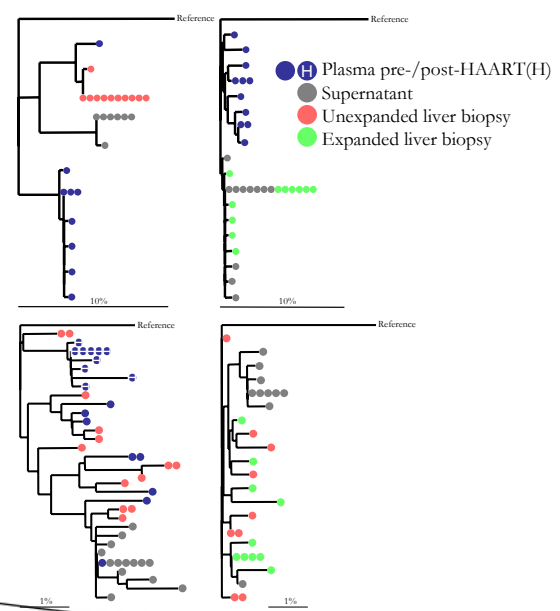 Reference
Reference
H Plasma pre-/post-HAART(H)
Supernatant
Unexpanded liver biopsy
Expanded liver biopsy
10%
10%
Reference
Reference
1%
1%